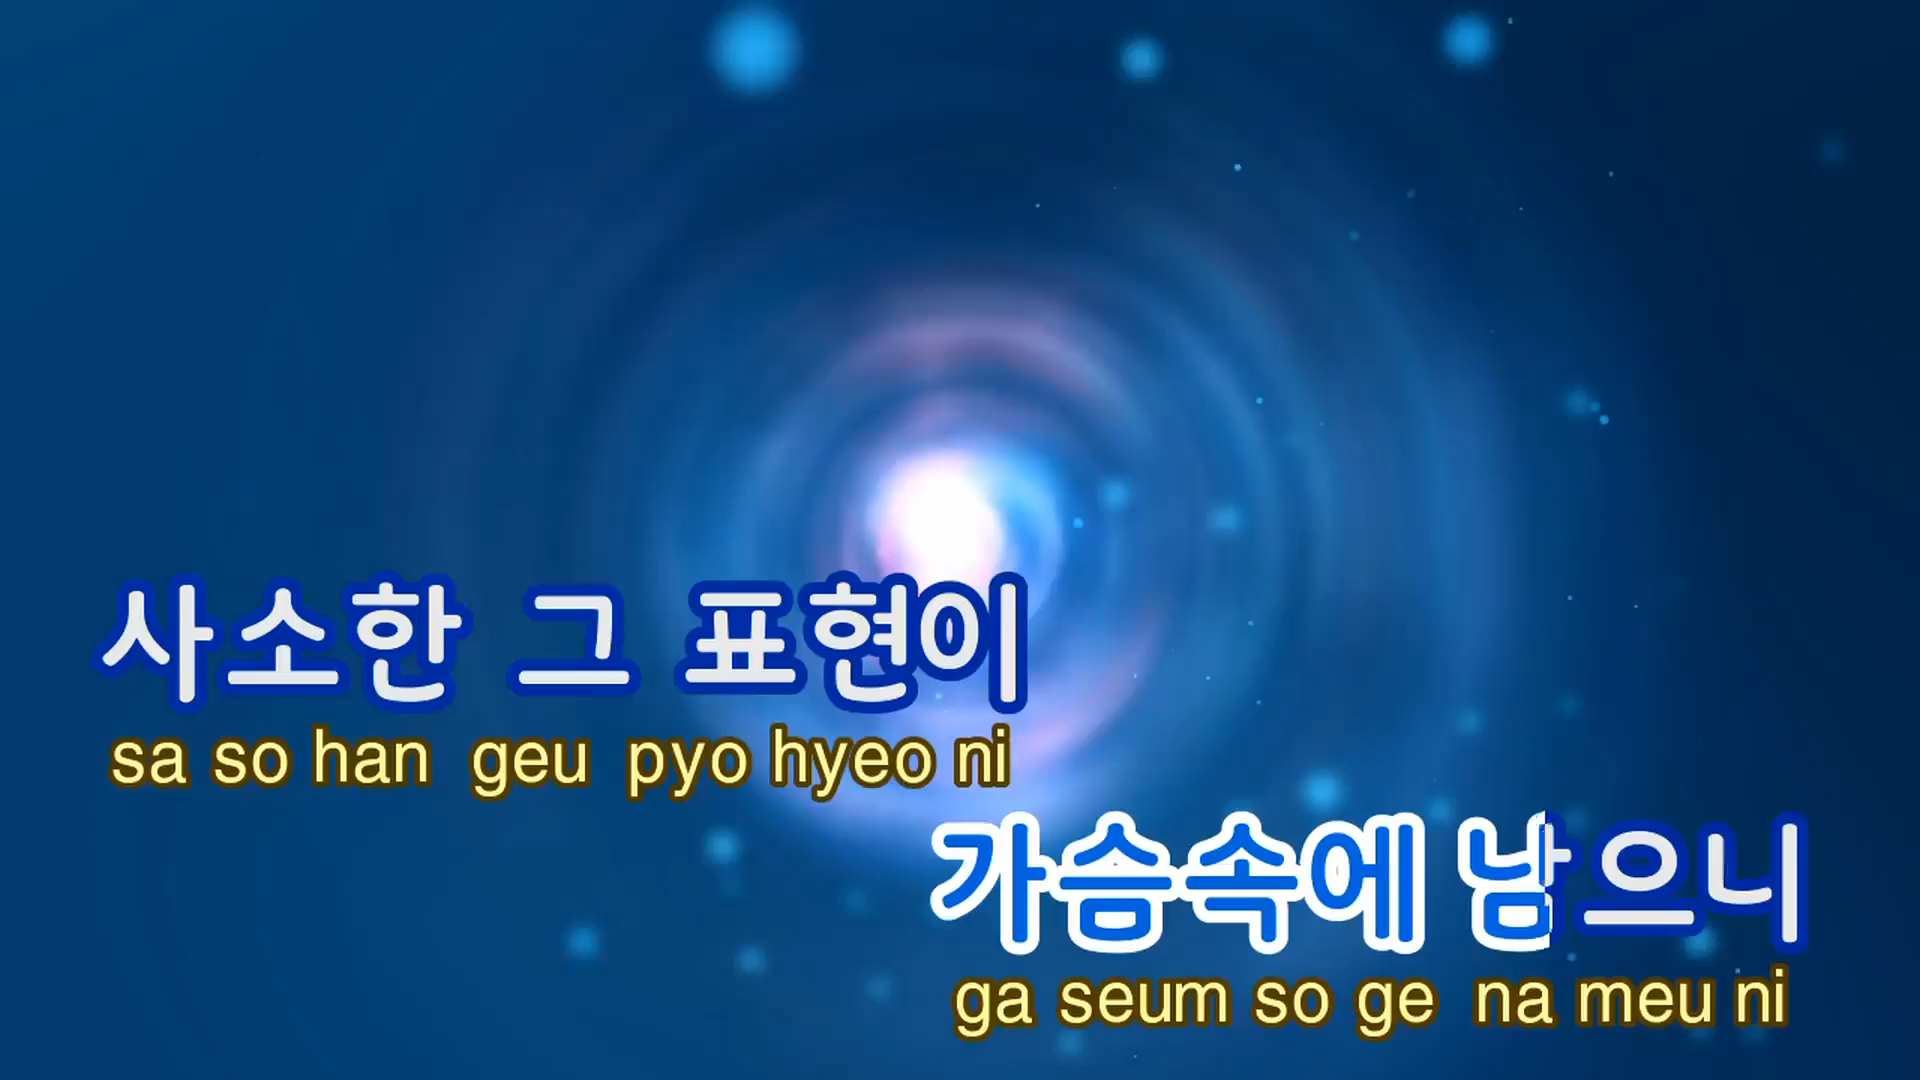 사소한 그 표현이
sa so han geu pyo hyeo ni
가슴속에 남으니
ga seum so ge na meu ni